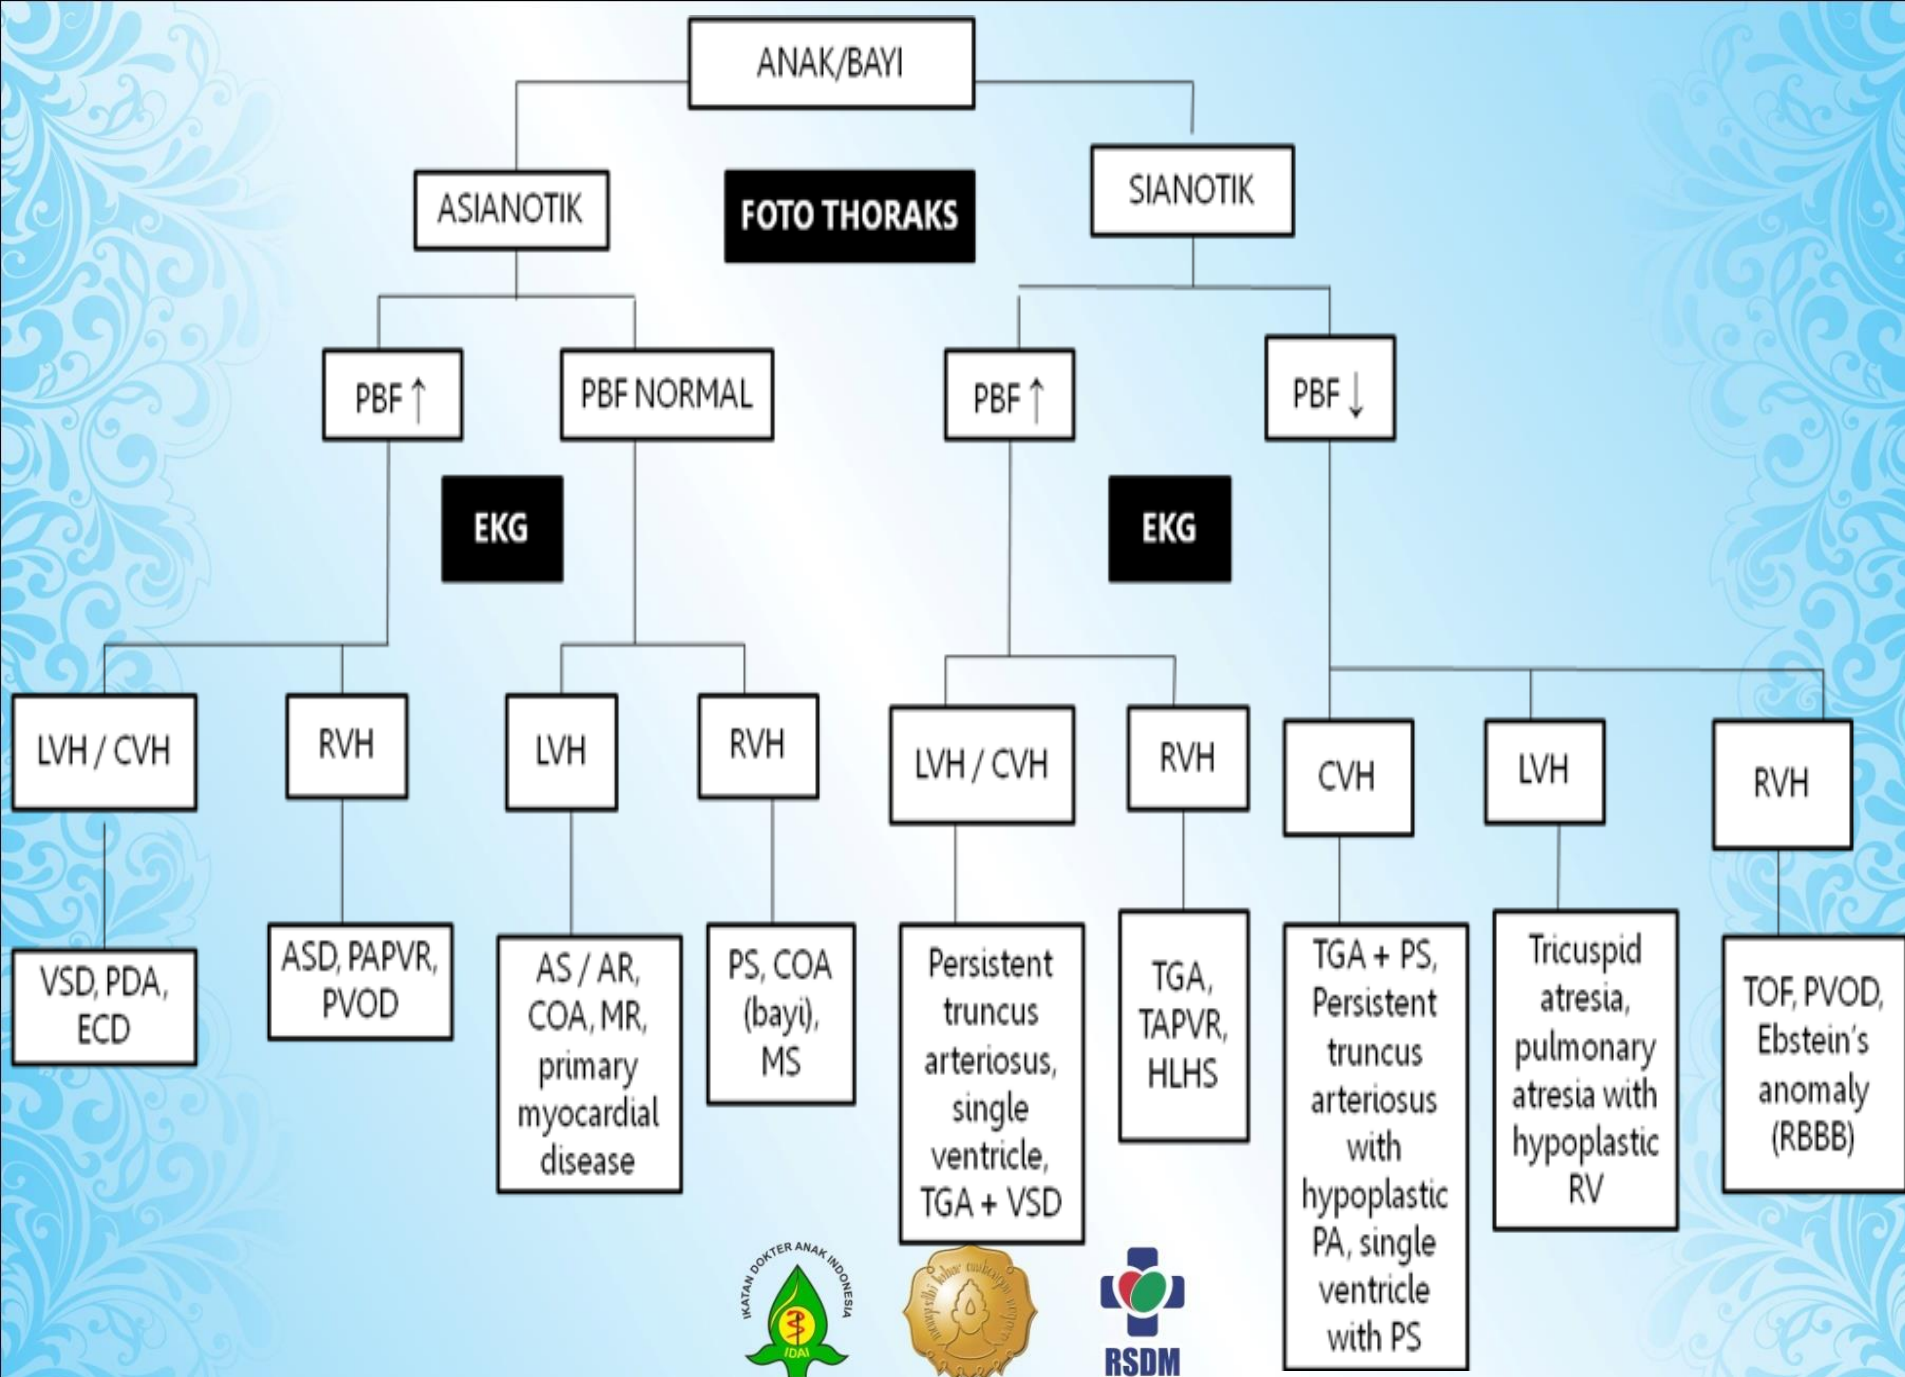 ANAK/BAYI
ASIANOTIK
FOTO THORAKS
SIANOTIK
PBF ↑
PBF NORMAL
PBF ↑
PBF ↓
EKG
EKG
LVH / CVH
RVH
LVH
RVH
LVH / CVH
RVH
CVH
LVH
RVH
VSD, PDA,
ECD
ASD, PAPVR,
PVOD
AS / AR,
COA, MR,
primary
myocardial
disease
PS, COA
(bayi),
MS
Persistent
truncus
arteriosus,
single
ventricle,
TGA + VSD
TGA,
TAPVR,
HLHS
TGA + PS,
Persistent
truncus
arteriosus
with
hypoplastic
PA, single
ventricle
with PS
Tricuspid
atresia,
pulmonary
atresia with
hypoplastic
RV
TOF, PVOD,
Ebstein's
anomaly
(RBBB)
IKATAN DOKTER ANAK INDONESIA
IDAI
RSDM